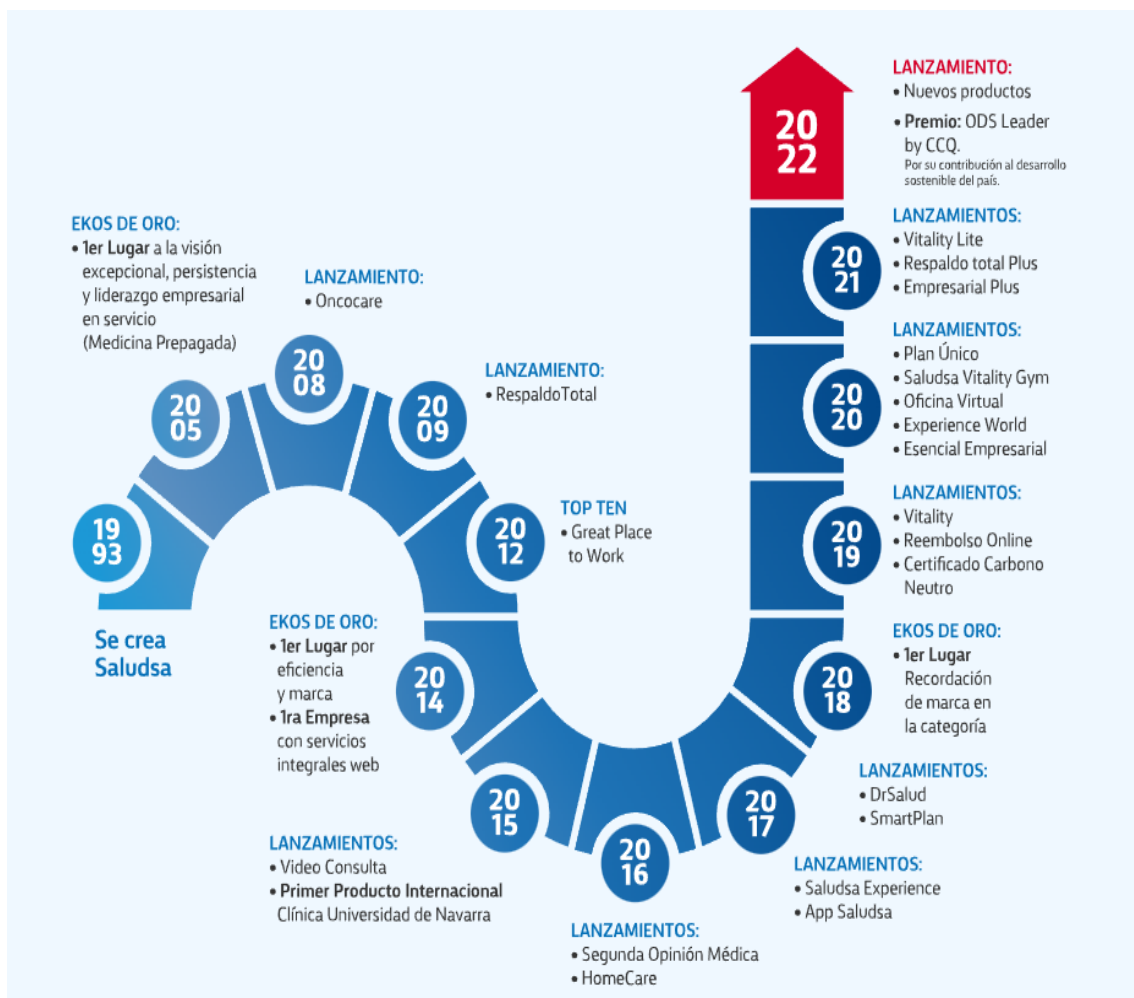 19
93
Se crea
Saludsa
EKOS DE ORO:
• 1er Lugar a la visión
excepcional, persistencia
y liderazgo empresarial
en servicio
(Medicina Prepagada)
20
05
LANZAMIENTO:
• Oncocare
20
08
LANZAMIENTO:
• RespaldoTotal
20
09
TOP TEN
• Great Place
to Work
20
12
EKOS DE ORO:
• 1er Lugar por
eficiencia
y marca
• 1ra Empresa
con servicios
integrales web
20
14
20
15
LANZAMIENTOS:
• Video Consulta
• Primer Producto Internacional
Clínica Universidad de Navarra
20
16
LANZAMIENTOS:
• Segunda Opinión Médica
• HomeCare
20
17
LANZAMIENTOS:
• Saludsa Experience
• App Saludsa
LANZAMIENTOS:
• DrSalud
• SmartPlan
20
18
EKOS DE ORO:
• 1er Lugar
Recordación
de marca en
la categoría
20
19
LANZAMIENTOS:
• Vitality
• Reembolso Online
• Certificado Carbono
Neutro
20
20
LANZAMIENTOS:
• Plan Único
• Saludsa Vitality Gym
• Oficina Virtual
• Experience World
• Esencial Empresarial
20
21
LANZAMIENTOS:
• Vitality Lite
• Respaldo total Plus
• Empresarial Plus
20
22
LANZAMIENTO:
• Nuevos productos
• Premio: ODS Leader
by CCQ.
Por su contribución al desarrollo
sostenible del país.